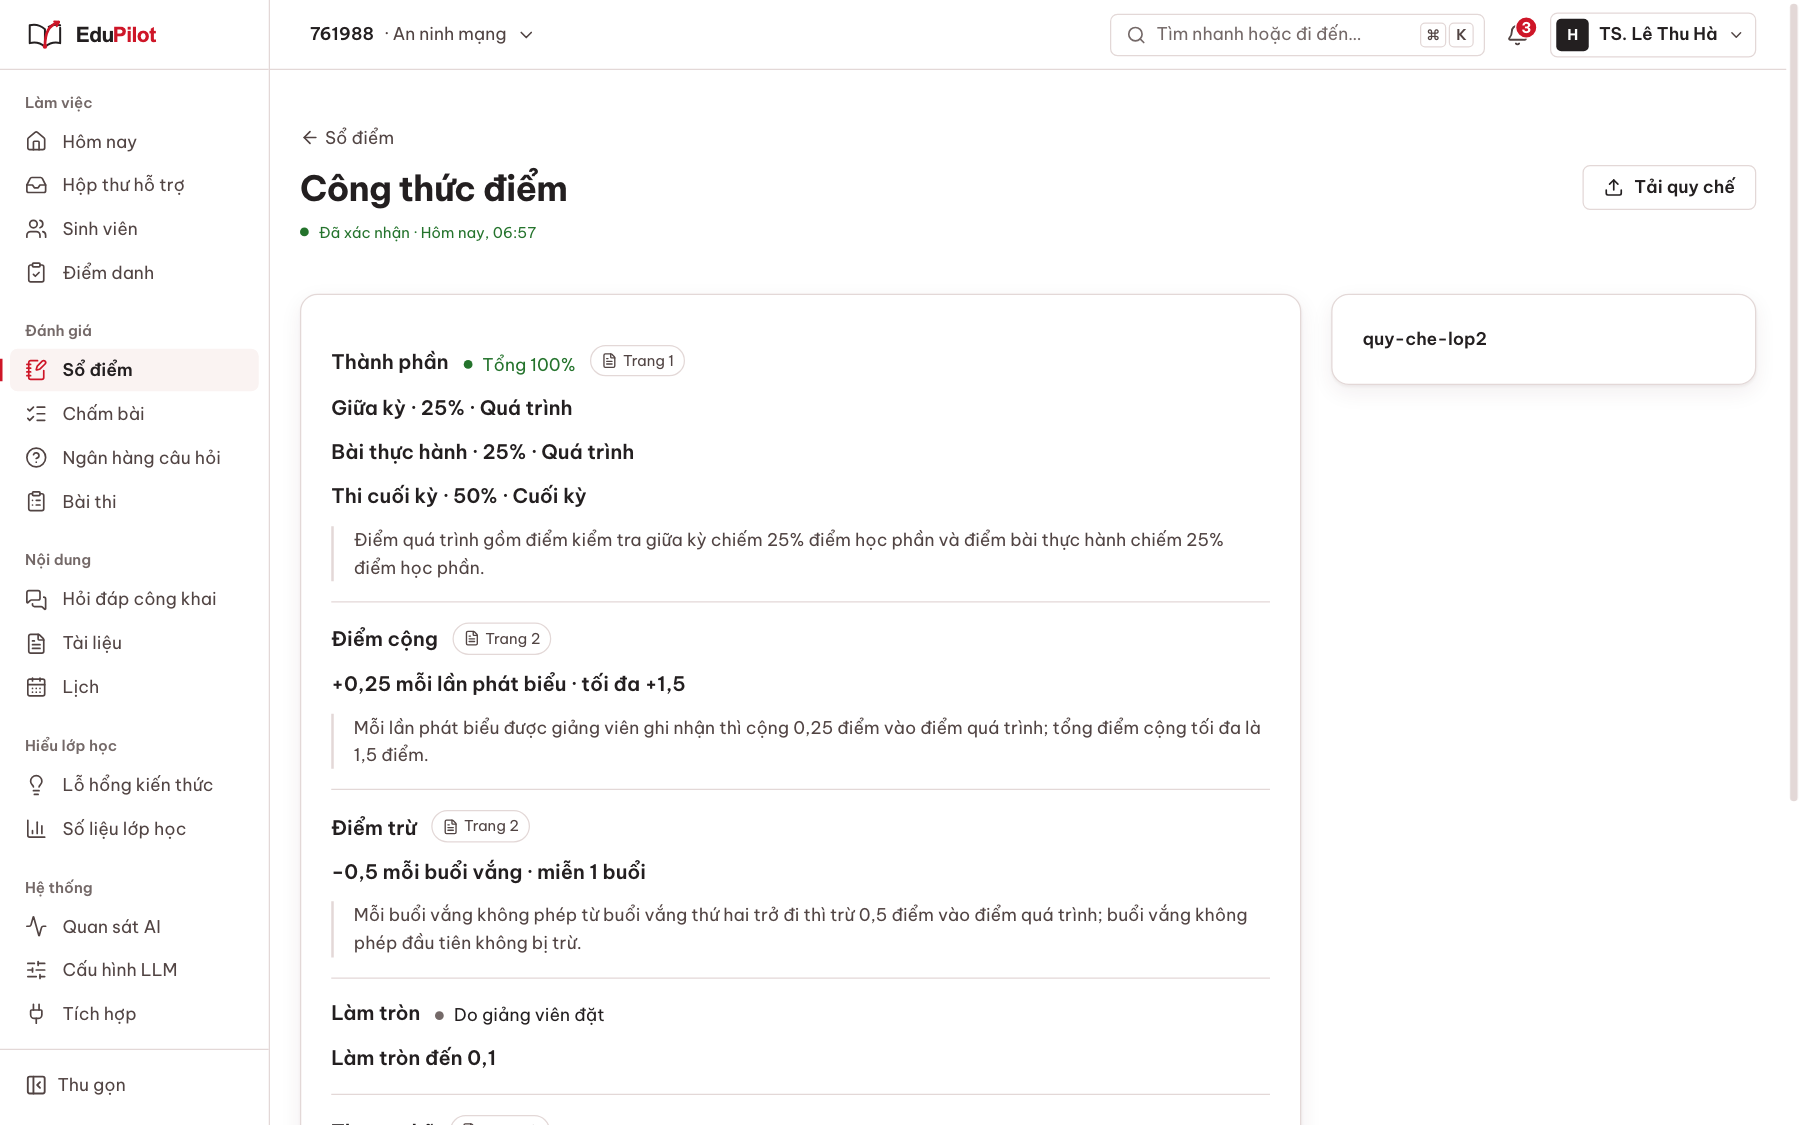 EduPilot
761988 · An ninh mạng
Tìm nhanh hoặc đi đến...
⌘ K
3
H
TS. Lê Thu Hà
Làm việc
Hôm nay
Hộp thư hỗ trợ
Sinh viên
Điểm danh
Đánh giá
Sổ điểm
Chấm bài
Ngân hàng câu hỏi
Bài thi
Nội dung
Hỏi đáp công khai
Tài liệu
Lịch
Hiểu lớp học
Lỗ hổng kiến thức
Số liệu lớp học
Hệ thống
Quan sát AI
Cấu hình LLM
Tích hợp
Thu gọn
Sổ điểm
Công thức điểm
Đã xác nhận · Hôm nay, 06:57
Tải quy chế
Thành phần
Tổng 100%
Trang 1
Giữa kỳ · 25% · Quá trình
Bài thực hành · 25% · Quá trình
Thi cuối kỳ · 50% · Cuối kỳ
Điểm quá trình gồm điểm kiểm tra giữa kỳ chiếm 25% điểm học phần và điểm bài thực hành chiếm 25%
điểm học phần.
Điểm cộng
Trang 2
+0,25 mỗi lần phát biểu · tối đa +1,5
Mỗi lần phát biểu được giảng viên ghi nhận thì cộng 0,25 điểm vào điểm quá trình; tổng điểm cộng tối đa là
1,5 điểm.
Điểm trừ
Trang 2
−0,5 mỗi buổi vắng · miễn 1 buổi
Mỗi buổi vắng không phép từ buổi vắng thứ hai trở đi thì trừ 0,5 điểm vào điểm quá trình; buổi vắng không
phép đầu tiên không bị trừ.
Làm tròn
Do giảng viên đặt
Làm tròn đến 0,1
quy-che-lop2